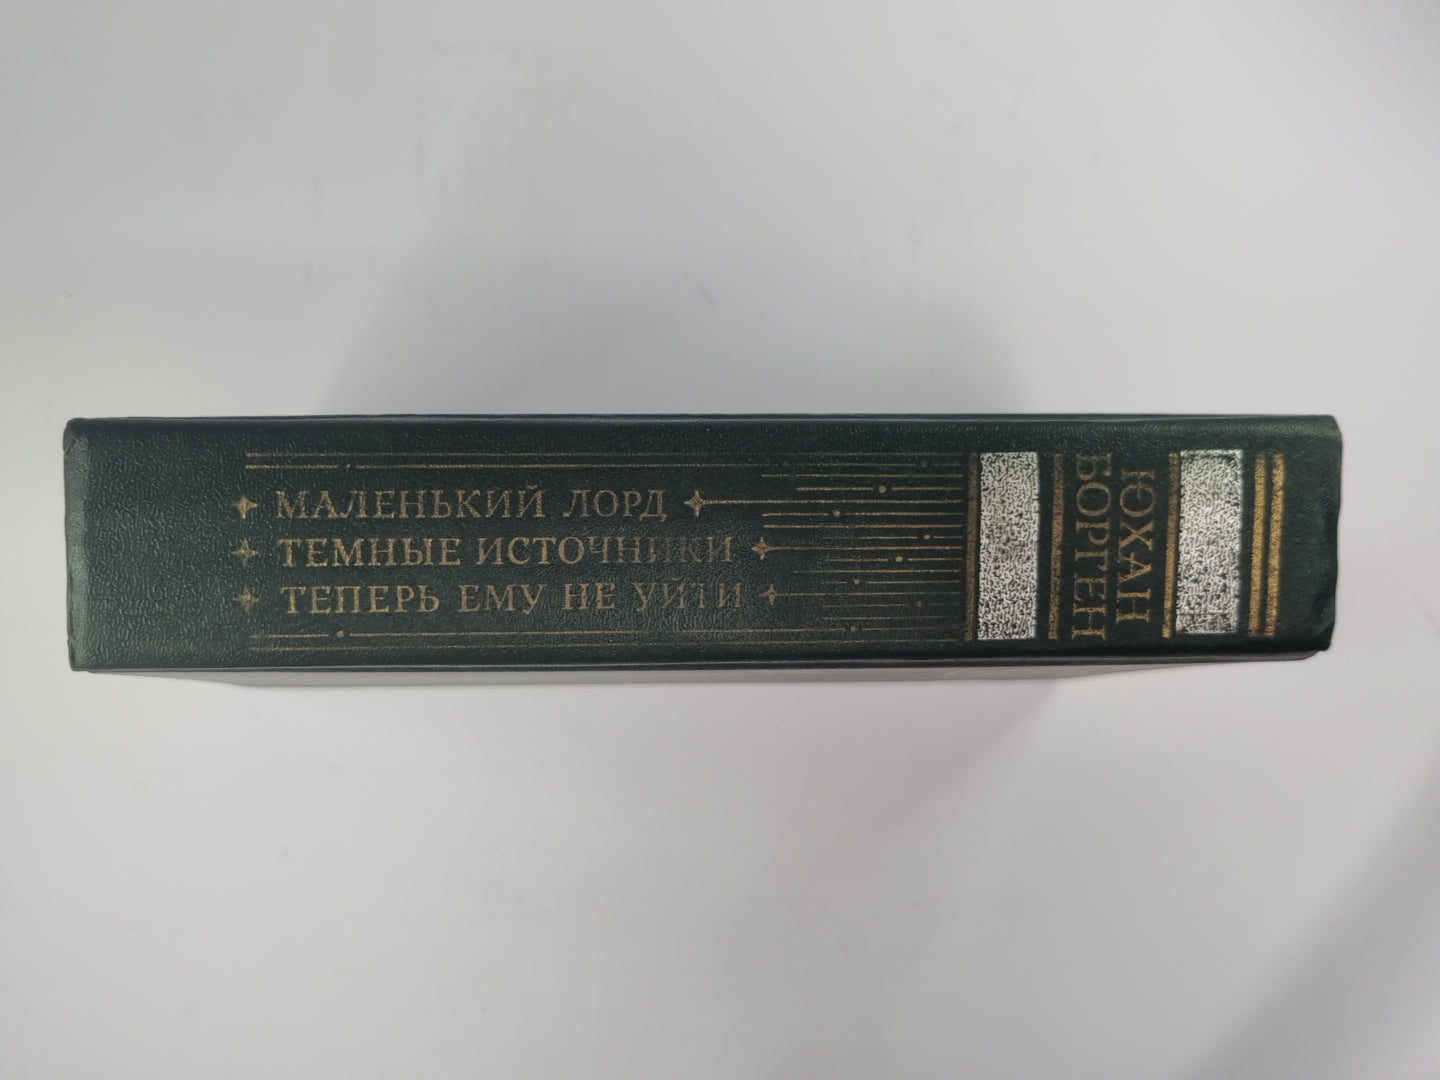 ЮХАН
БОРГЕН
МАЛЕНЬКИЙ ЛОРД
ТЕМНЫЕ ИСТОЧНИКИ
ТЕПЕРЬ ЕМУ НЕ УЙТИ